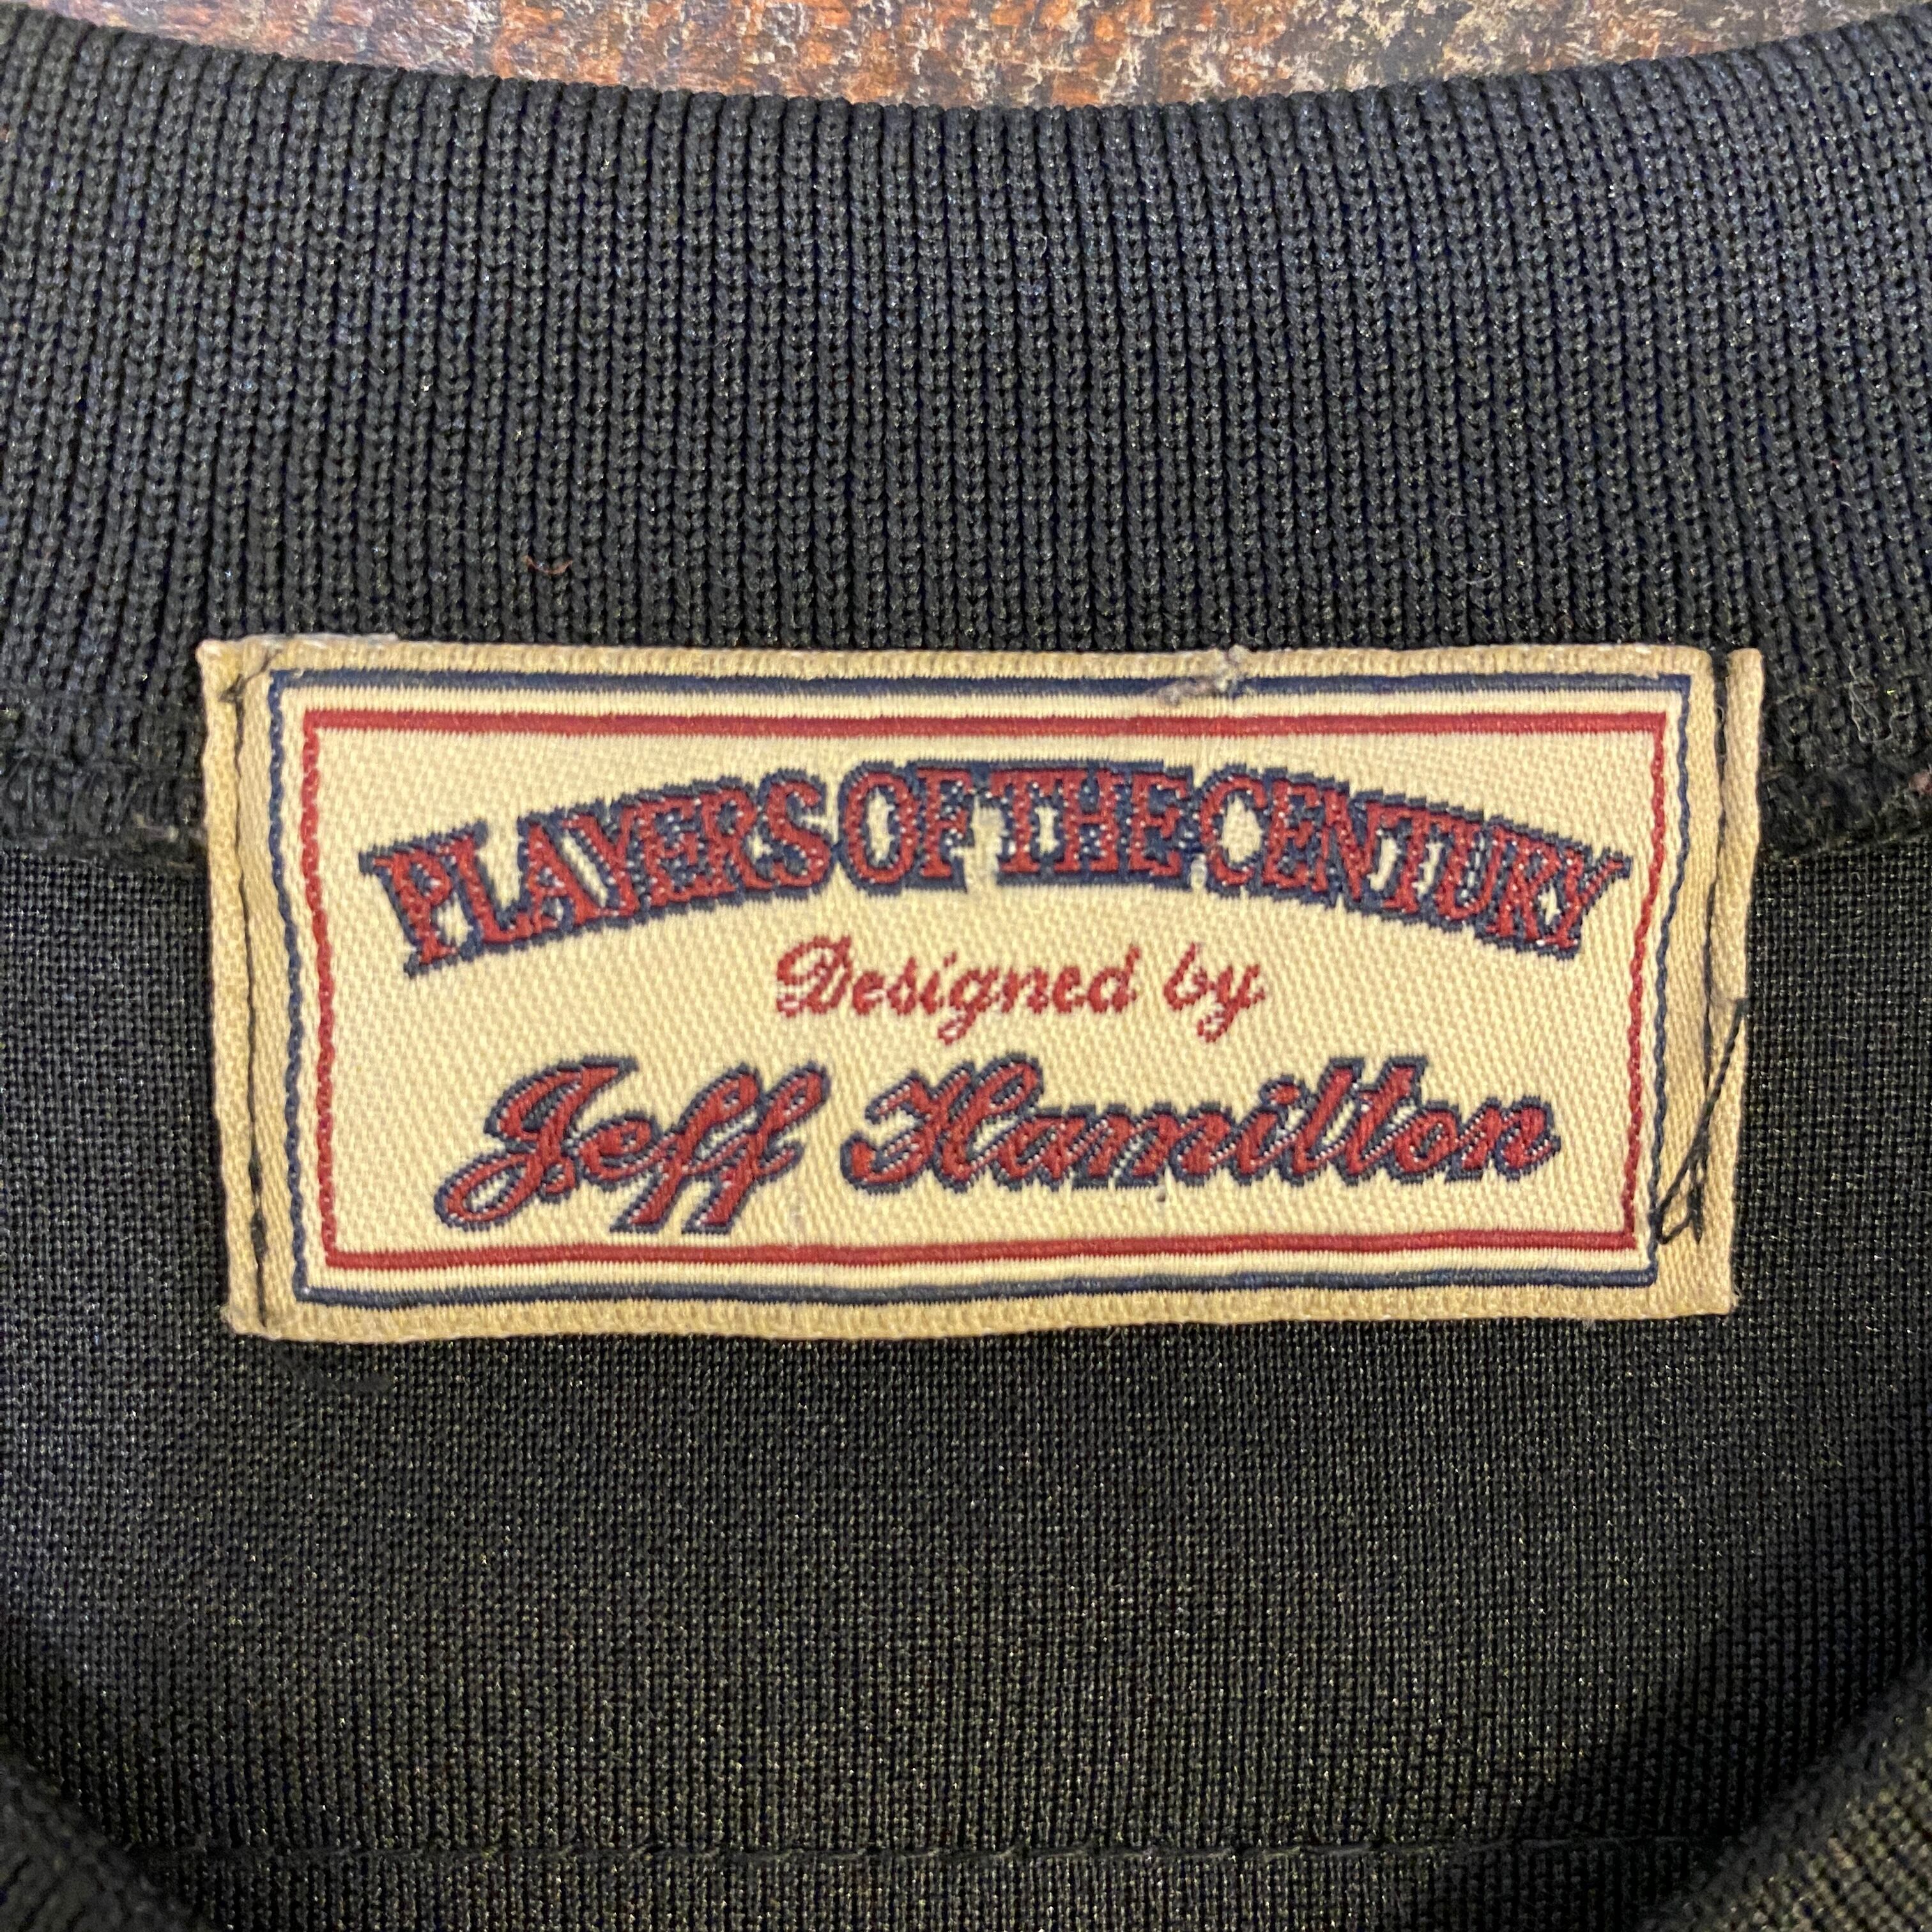 PLAYERS OF THE CENTURY
Designed by
Jeff Hamilton